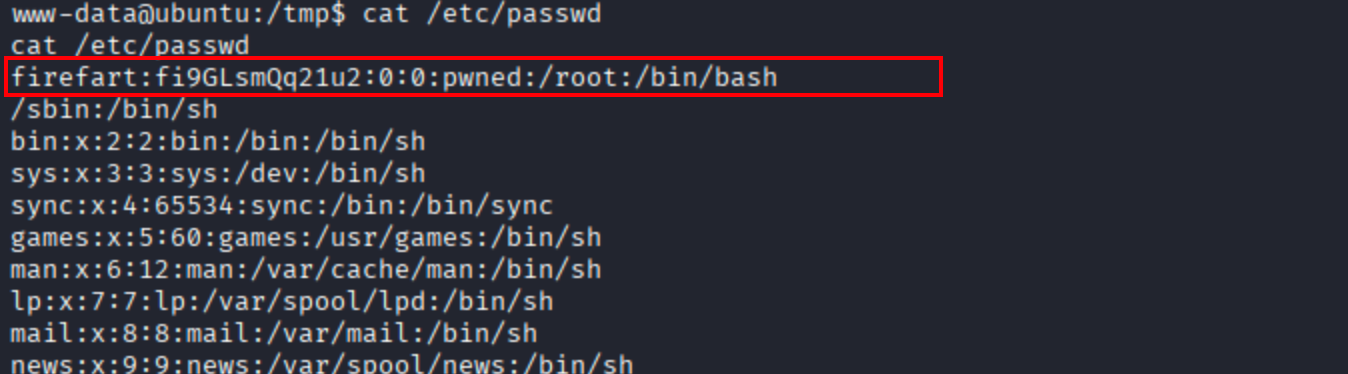 www-data@ubuntu:/tmp$ cat /etc/passwd
cat /etc/passwd
firefart:fi9GLsmQq21u2:0:0:pwned:/root:/bin/bash
/sbin:/bin/sh
bin:x:2:2:bin:/bin:/bin/sh
sys:x:3:3:sys:/dev:/bin/sh
sync:x:4:65534:sync:/bin:/bin/sync
games:x:5:60:games:/usr/games:/bin/sh
man:x:6:12:man:/var/cache/man:/bin/sh
lp:x:7:7:lp:/var/spool/lpd:/bin/sh
mail:x:8:8:mail:/var/mail:/bin/sh
news:x:9:9:news:/var/spool/news:/bin/sh